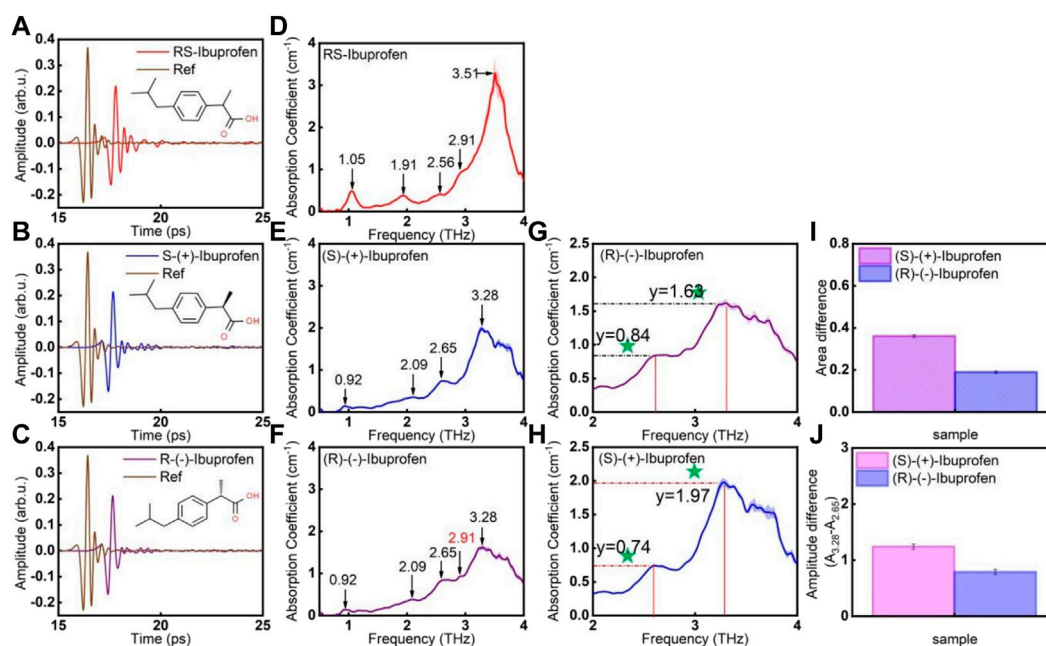 A
0.4
0.3
0.2
0.1
0.0
-0.1
-0.2
Amplitude (arb.u.)
RS-Ibuprofen
Ref
OH
O
15
20
25
Time (ps)
D
4
3
2
1
0
Absorption Coefficient (cm⁻¹)
RS-Ibuprofen
1.05
1.91
2.56
2.91
3.51
1
2
3
4
Frequency (THz)
B
0.4
0.3
0.2
0.1
0.0
-0.1
-0.2
Amplitude (arb.u.)
S-(+)-Ibuprofen
Ref
OH
O
15
20
25
Time (ps)
E
4
3
2
1
0
Absorption Coefficient (cm⁻¹)
(S)-(+)-Ibuprofen
0.92
2.09
2.65
3.28
1
2
3
4
Frequency (THz)
G
2.5
2.0
1.5
1.0
0.5
0.0
Absorption Coefficient (cm⁻¹)
(R)-(-)-Ibuprofen
y=1.63
y=0.84
2
3
4
Frequency (THz)
I
0.8
0.6
0.4
0.2
0.0
Area difference
(S)-(+)-Ibuprofen
(R)-(-)-Ibuprofen
sample
C
0.4
0.3
0.2
0.1
0.0
-0.1
-0.2
Amplitude (arb.u.)
R-(-)-Ibuprofen
Ref
OH
O
15
20
25
Time (ps)
F
4
3
2
1
0
Absorption Coefficient (cm⁻¹)
(R)-(-)-Ibuprofen
0.92
2.09
2.65
2.91
3.28
1
2
3
4
Frequency (THz)
H
2.5
2.0
1.5
1.0
0.5
0.0
Absorption Coefficient (cm⁻¹)
(S)-(+)-Ibuprofen
y=1.97
y=0.74
2
3
4
Frequency (THz)
J
3
2
1
0
Amplitude difference
(A3.28-A2.65)
(S)-(+)-Ibuprofen
(R)-(-)-Ibuprofen
sample